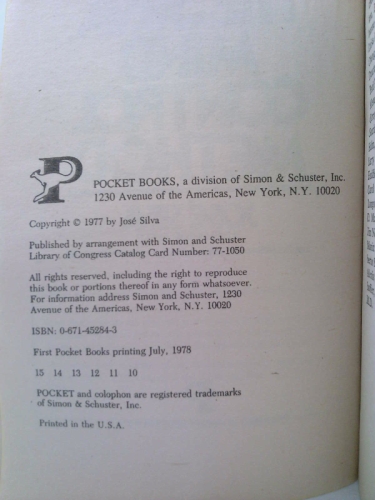 P
POCKET BOOKS, a division of Simon & Schuster, Inc.
1230 Avenue of the Americas, New York, N.Y. 10020
Copyright © 1977 by José Silva
Published by arrangement with Simon and Schuster
Library of Congress Catalog Card Number: 77-1050
All rights reserved, including the right to reproduce
this book or portions thereof in any form whatsoever.
For information address Simon and Schuster, 1230
Avenue of the Americas, New York, N.Y. 10020
ISBN: 0-671-45284-3
First Pocket Books printing July, 1978
15 14 13 12 11 10
POCKET and colophon are registered trademarks
of Simon & Schuster, Inc.
Printed in the U.S.A.